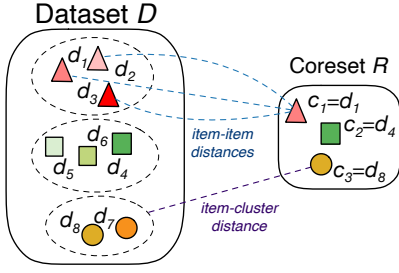 Dataset D
d₁
d₂
d₃
d₆
d₅
d₄
d₈
d₇
item-item
distances
item-cluster
distance
Coreset R
c₁=d₁
c₂=d₄
c₃=d₈